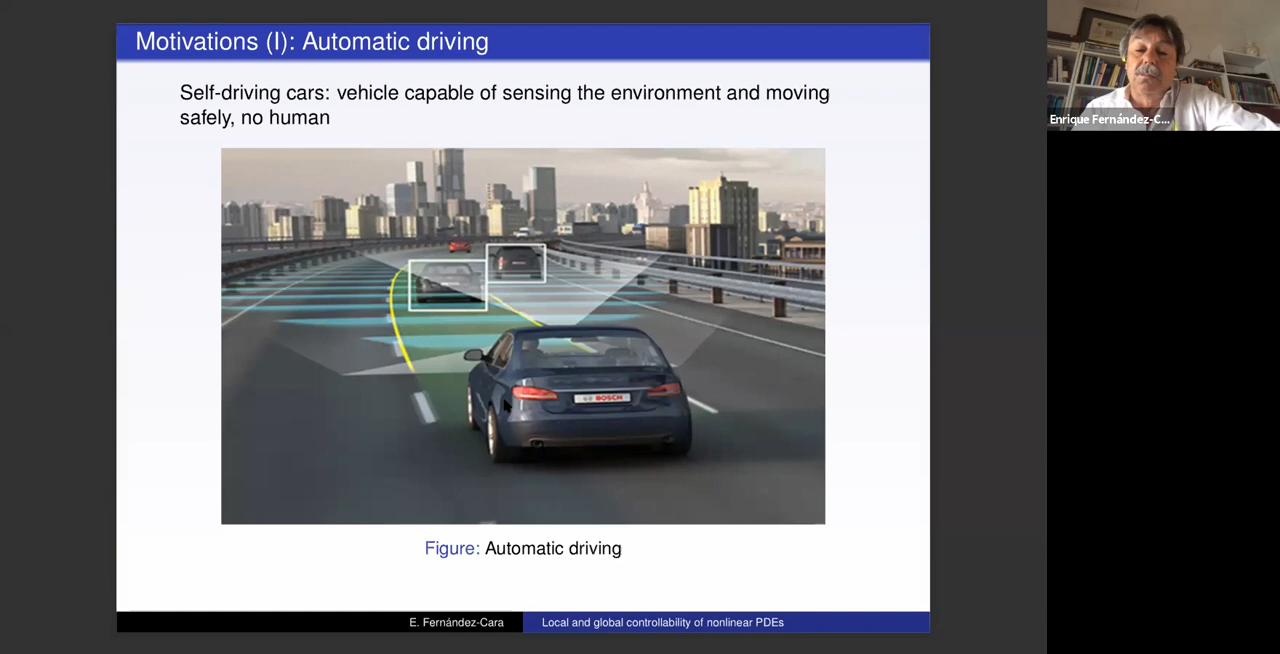 Motivations (I): Automatic driving
Self-driving cars: vehicle capable of sensing the environment and moving
safely, no human
BOSCH
Figure: Automatic driving
E. Fernández-Cara
Local and global controllability of nonlinear PDEs
Enrique Fernández-C...